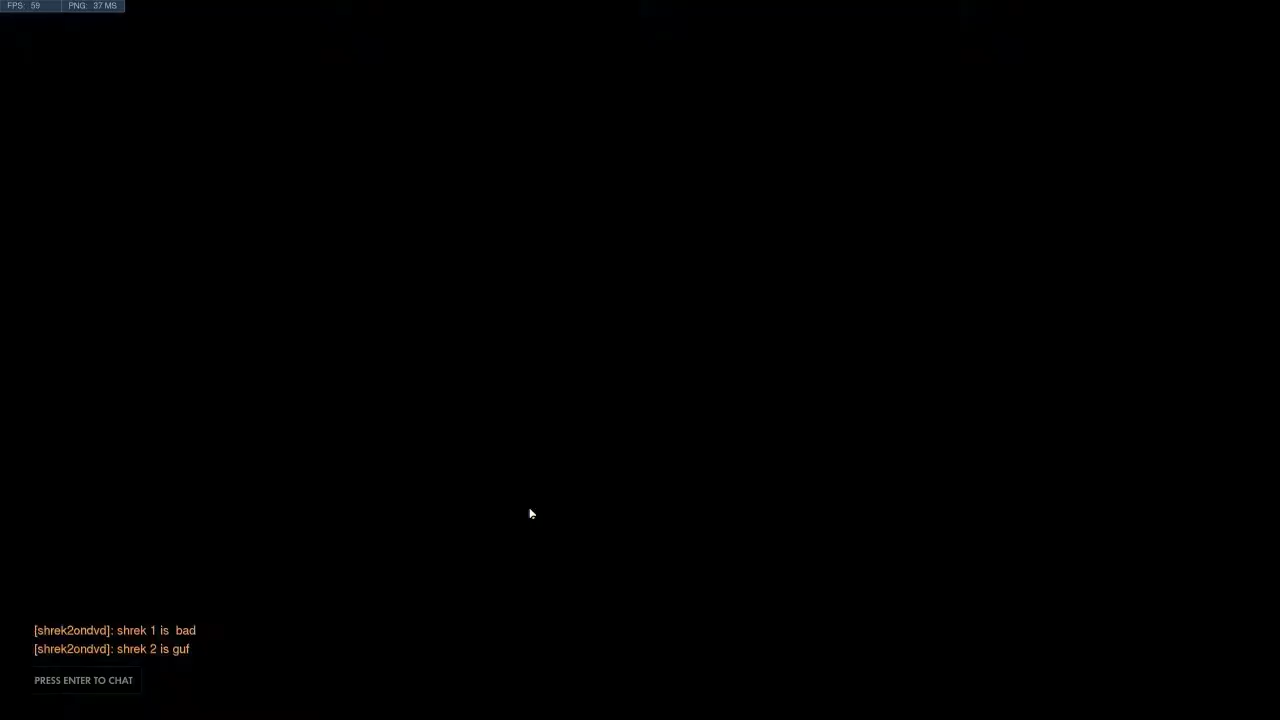 FPS: 59 PNG: 37 MS
[shrek2ondvd]: shrek 1 is  bad
[shrek2ondvd]: shrek 2 is guf
PRESS ENTER TO CHAT